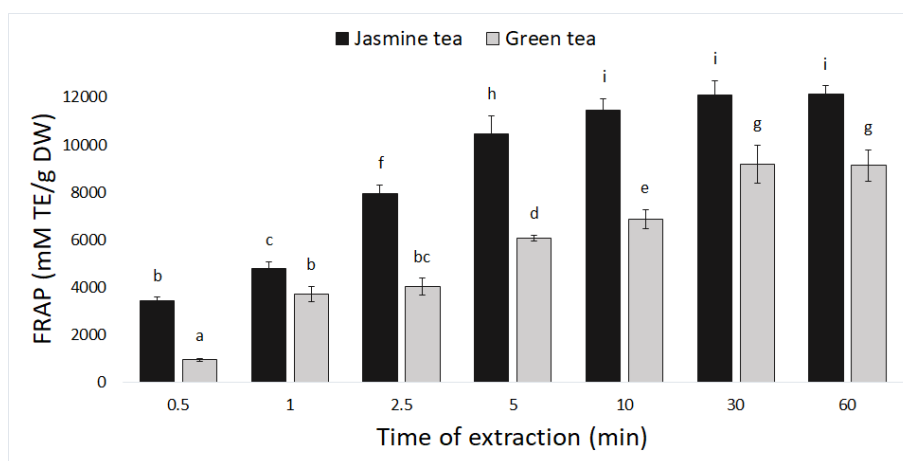 Jasmine tea Green tea
FRAP (mM TE/g DW)
12000
10000
8000
6000
4000
2000
0
b
a
c
b
f
bc
h
d
i
e
i
g
i
g
0.5 1 2.5 5 10 30 60
Time of extraction (min)